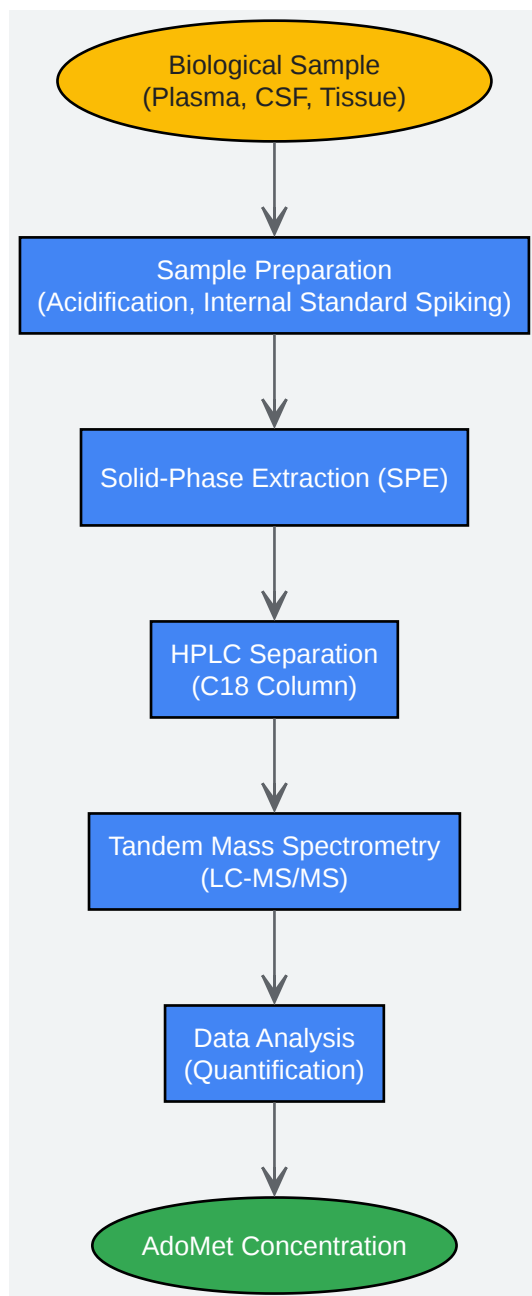 Biological Sample
(Plasma, CSF, Tissue)
Sample Preparation
(Acidification, Internal Standard Spiking)
Solid-Phase Extraction (SPE)
HPLC Separation
(C18 Column)
Tandem Mass Spectrometry
(LC-MS/MS)
Data Analysis
(Quantification)
AdoMet Concentration